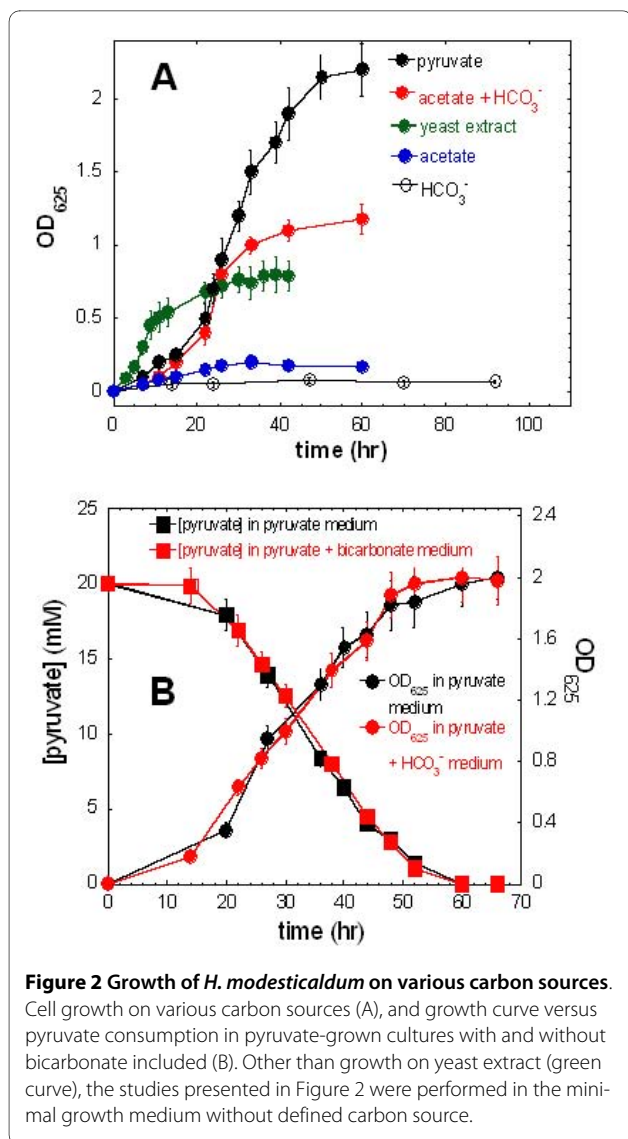 A
pyruvate
acetate + HCO₃⁻
yeast extract
acetate
HCO₃⁻
OD₆₂₅
2
1.5
1
0.5
0
0 20 40 60 80 100
time (hr)
B
[pyruvate] in pyruvate medium
[pyruvate] in pyruvate + bicarbonate medium
[pyruvate] (mM)
25
20
15
10
5
0
OD₆₂₅
2.4
2
1.6
1.2
0.8
0.4
0
OD₆₂₅ in pyruvate
medium
OD₆₂₅ in pyruvate
+ HCO₃⁻ medium
0 10 20 30 40 50 60 70
time (hr)
Figure 2 Growth of H. modesticaldum on various carbon sources.
Cell growth on various carbon sources (A), and growth curve versus
pyruvate consumption in pyruvate-grown cultures with and without
bicarbonate included (B). Other than growth on yeast extract (green
curve), the studies presented in Figure 2 were performed in the mini-
mal growth medium without defined carbon source.